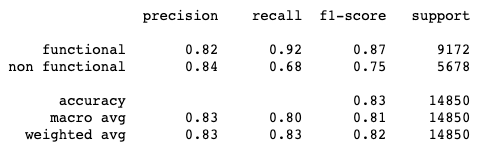 precision recall f1-score support
functional 0.82 0.92 0.87 9172
non functional 0.84 0.68 0.75 5678
accuracy 0.83 14850
macro avg 0.83 0.80 0.81 14850
weighted avg 0.83 0.83 0.82 14850